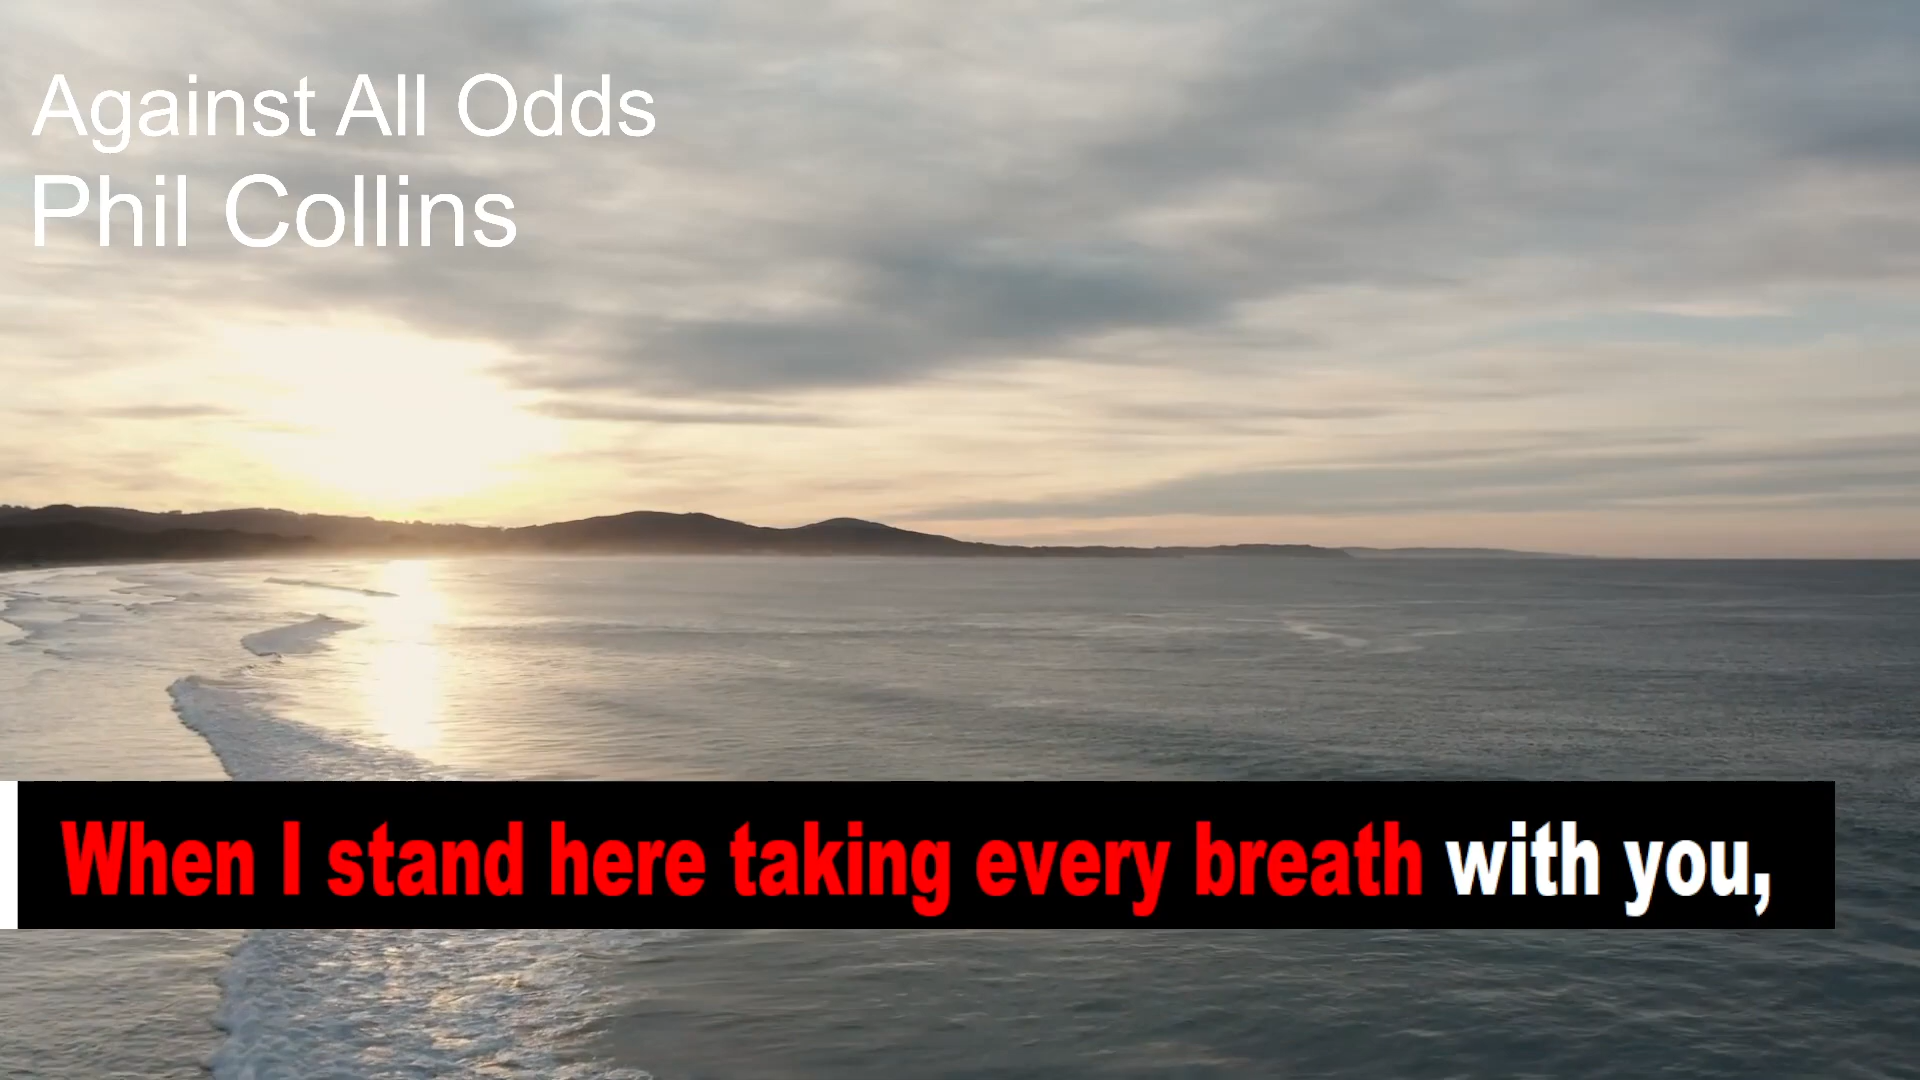 Against All Odds
Phil Collins
When I stand here taking every breath with you,